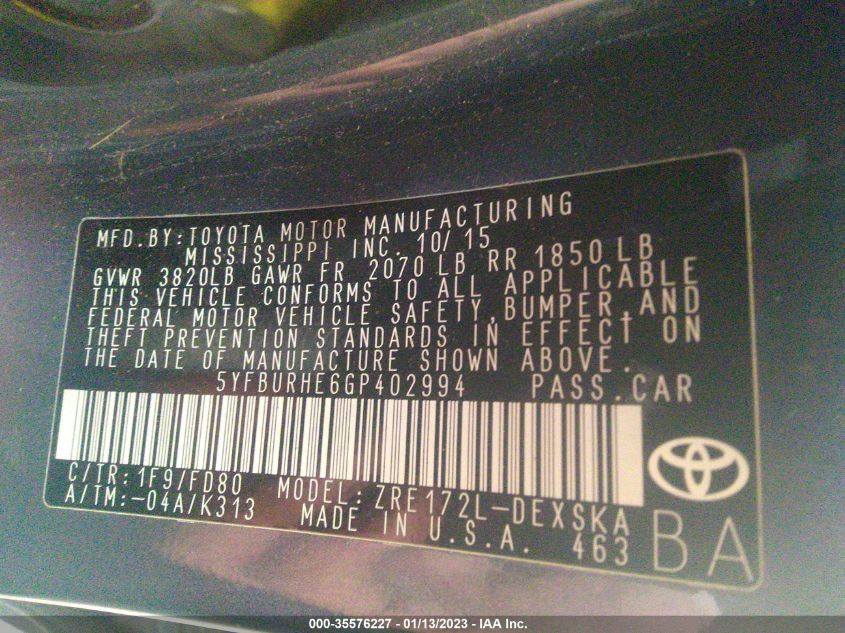 MFD.BY:TOYOTA MOTOR MANUFACTURING
MISSISSIPPI INC. 10/15
GVWR 3820LB GAWR FR 2070 LB RR 1850 LB
THIS VEHICLE CONFORMS TO ALL APPLICABLE
FEDERAL MOTOR VEHICLE SAFETY,BUMPER,AND
THEFT PREVENTION STANDARDS IN EFFECT ON
THE DATE OF MANUFACTURE SHOWN ABOVE.
5YFBURHE6GP402994 PASS.CAR
C/TR:1F9/FD80 MODEL:ZRE172L-DEXSKA
A/TM:-04A/K313 MADE IN U.S.A. 463
BA
000-35576227 - 01/13/2023 - IAA Inc.